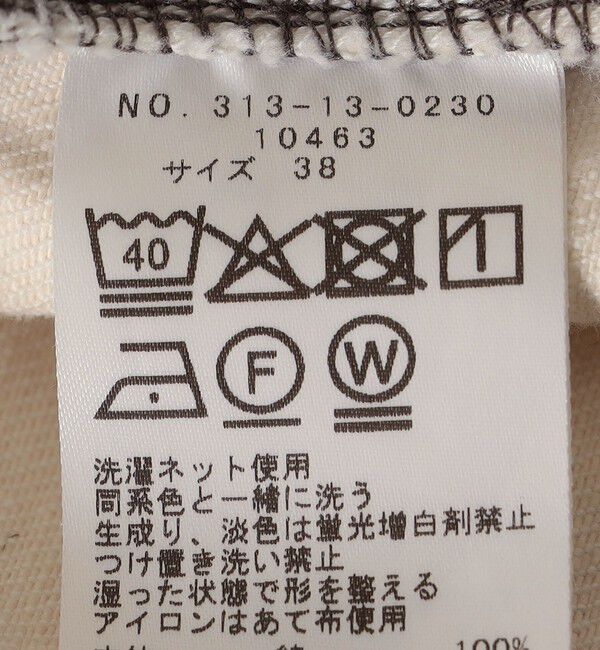 NO. 313-13-0230
10463
サイズ 38
40
F W
洗濯ネット使用
同系色と一緒に洗う
生成り、淡色は蛍光増白剤禁止
つけ置き洗い禁止
湿った状態で形を整える
アイロンはあて布使用
100%